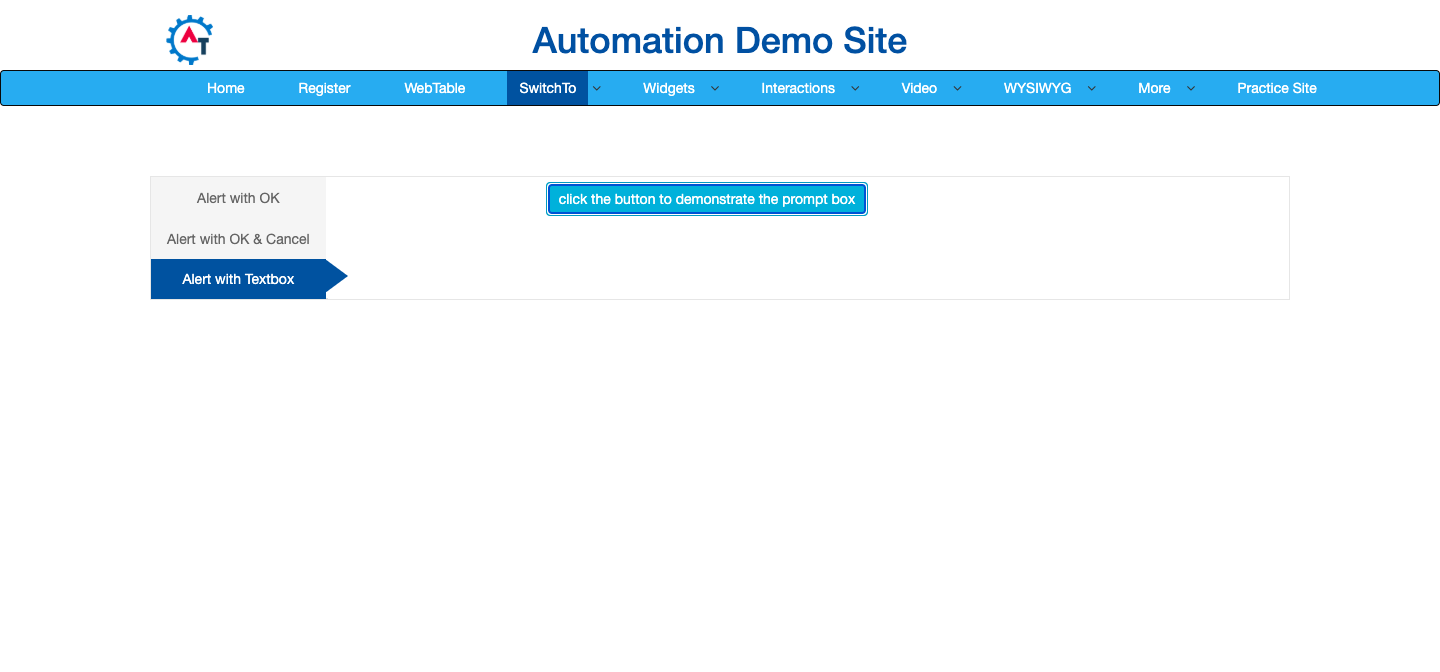 AT
Automation Demo Site
Home Register WebTable SwitchTo Widgets Interactions Video WYSIWYG More Practice Site
Alert with OK
click the button to demonstrate the prompt box
Alert with OK & Cancel
Alert with Textbox